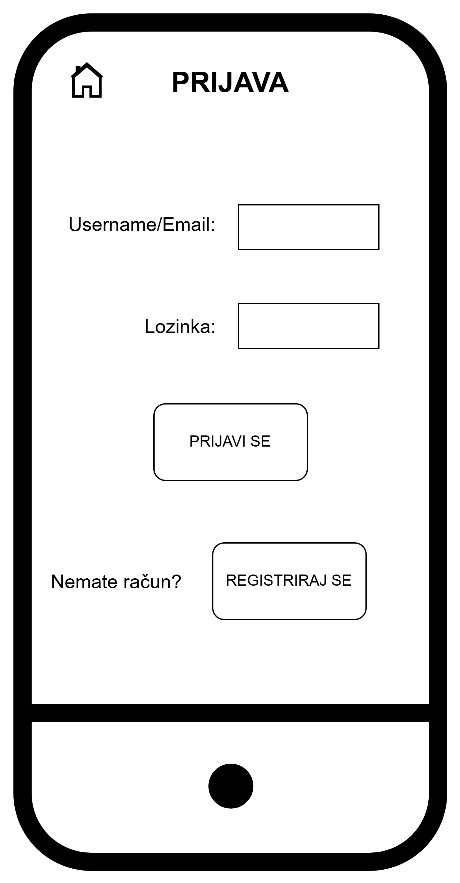 PRIJAVA
Username/Email:
Lozinka:
PRIJAVI SE
Nemate račun?
REGISTRIRAJ SE